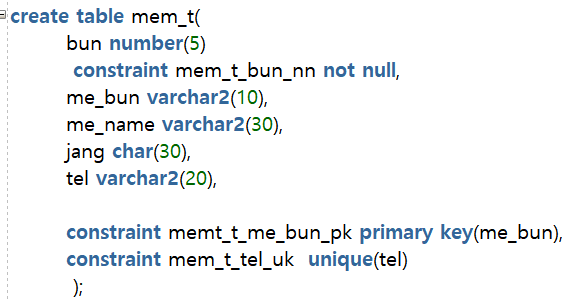 create table mem_t(
bun number(5)
constraint mem_t_bun_nn not null,
me_bun varchar2(10),
me_name varchar2(30),
jang char(30),
tel varchar2(20),
constraint memt_t_me_bun_pk primary key(me_bun),
constraint mem_t_tel_uk unique(tel)
);